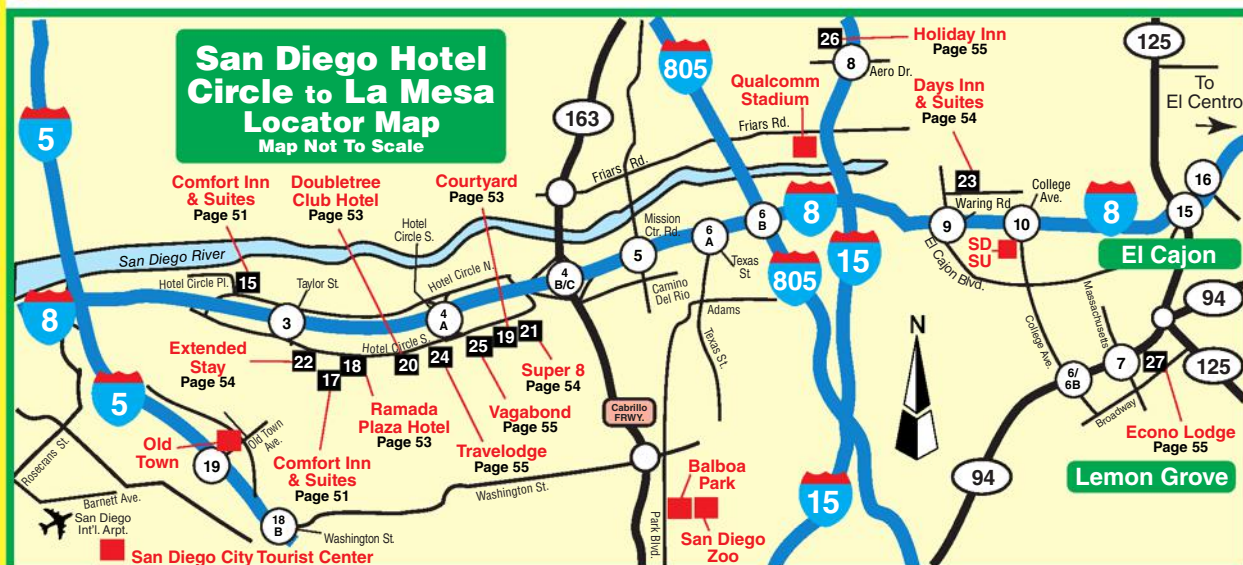 San Diego Hotel
Circle to La Mesa
Locator Map
Map Not To Scale
5
163
805
26
Holiday Inn
Page 55
8
Aero Dr.
125
To
El Centro
Qualcomm
Stadium
Days Inn
& Suites
Page 54
Friars Rd.
Friars Rd.
Comfort Inn
& Suites
Page 51
Doubletree
Club Hotel
Page 53
Courtyard
Page 53
Hotel
Circle S.
23
Waring Rd.
College
Ave.
16
15
8
8
9
10
SD
SU
El Cajon Blvd.
El Cajon
Mission
Ctr. Rd.
6
A
6
B
5
Texas
St.
San Diego River
Hotel Circle Pl.
15
Taylor St.
Hotel Circle N.
4
B/C
Camino
Del Rio
805
15
8
3
4
A
Hotel Circle S.
Adams
Texas St.
N
Massachusetts
94
Extended
Stay
Page 54
22
17
18
20
24
25
19
21
Super 8
Page 54
College Ave.
6/
6B
7
27
125
Broadway
5
Ramada
Plaza Hotel
Page 53
Vagabond
Page 55
Cabrillo
FRWY.
Econo Lodge
Page 55
Old
Town
Old Town
Ave.
19
Travelodge
Page 55
Rosecrans St.
Comfort Inn
& Suites
Page 51
Balboa
Park
94
Lemon Grove
Barnett Ave.
Washington St.
15
San Diego
Int'l. Arpt.
18
B
Washington St.
Park Blvd.
San Diego
Zoo
San Diego City Tourist Center